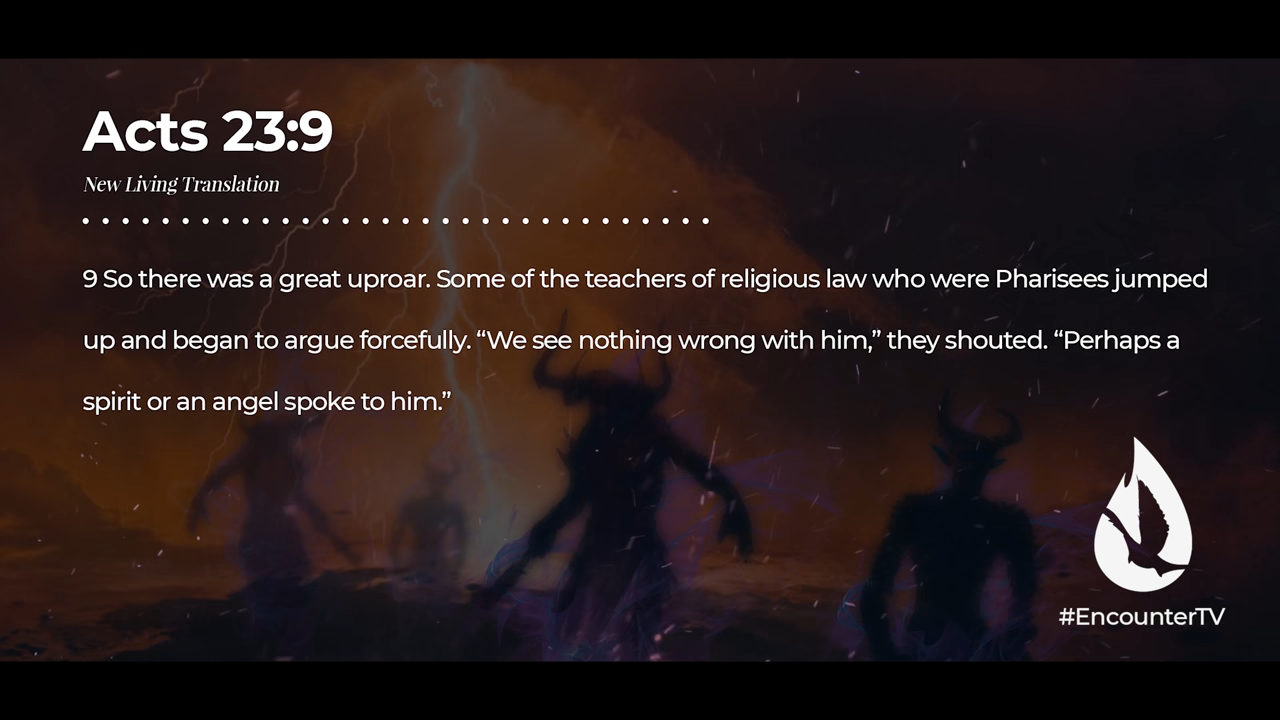 Acts 23:9
New Living Translation
9 So there was a great uproar. Some of the teachers of religious law who were Pharisees jumped
up and began to argue forcefully. “We see nothing wrong with him,” they shouted. “Perhaps a
spirit or an angel spoke to him.”
#EncounterTV